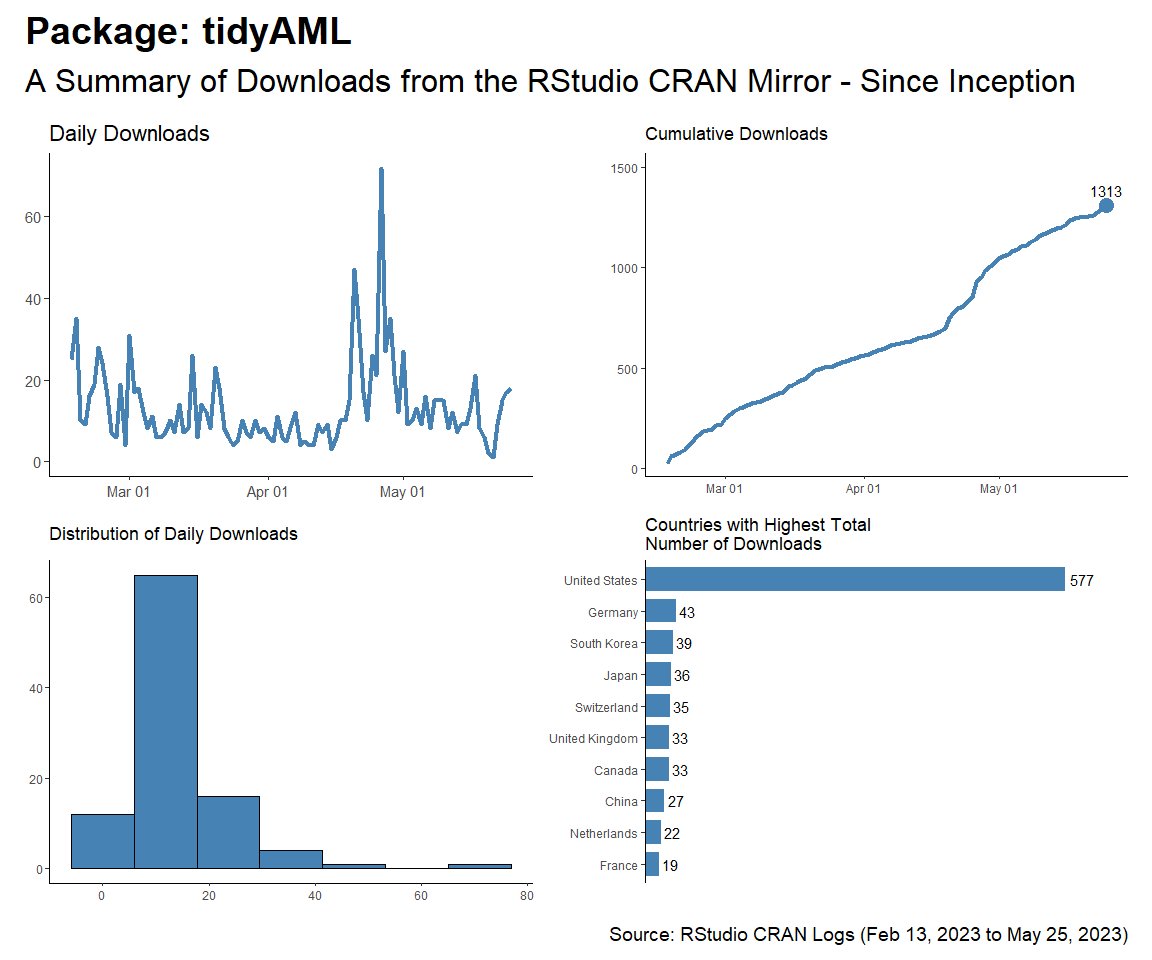 Package: tidyAML
A Summary of Downloads from the RStudio CRAN Mirror - Since Inception
Daily Downloads
60
40
20
0
Mar 01 Apr 01 May 01
Cumulative Downloads
1500
1000
500
0
1313
Mar 01 Apr 01 May 01
Distribution of Daily Downloads
60
40
20
0
0 20 40 60 80
Countries with Highest Total
Number of Downloads
United States 577
Germany 43
South Korea 39
Japan 36
Switzerland 35
United Kingdom 33
Canada 33
China 27
Netherlands 22
France 19
Source: RStudio CRAN Logs (Feb 13, 2023 to May 25, 2023)